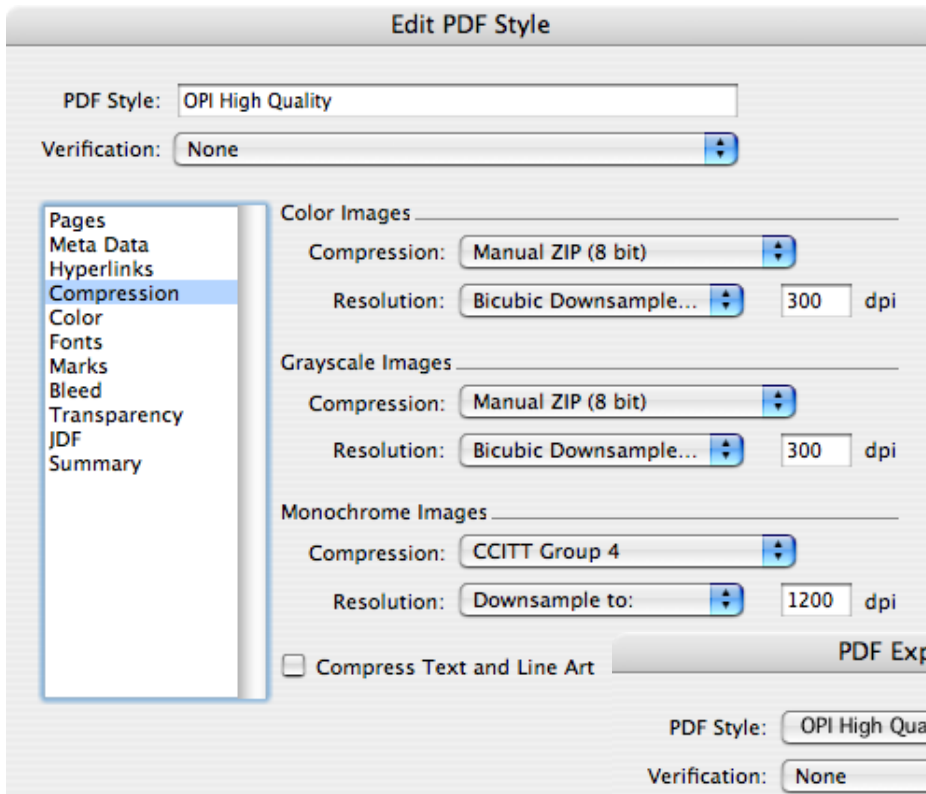 Edit PDF Style
PDF Style: OPI High Quality
Verification: None
Pages
Meta Data
Hyperlinks
Compression
Color
Fonts
Marks
Bleed
Transparency
JDF
Summary
Color Images
Compression: Manual ZIP (8 bit)
Resolution: Bicubic Downsample... 300 dpi
Grayscale Images
Compression: Manual ZIP (8 bit)
Resolution: Bicubic Downsample... 300 dpi
Monochrome Images
Compression: CCITT Group 4
Resolution: Downsample to: 1200 dpi
Compress Text and Line Art
PDF Exp
PDF Style: OPI High Qua
Verification: None